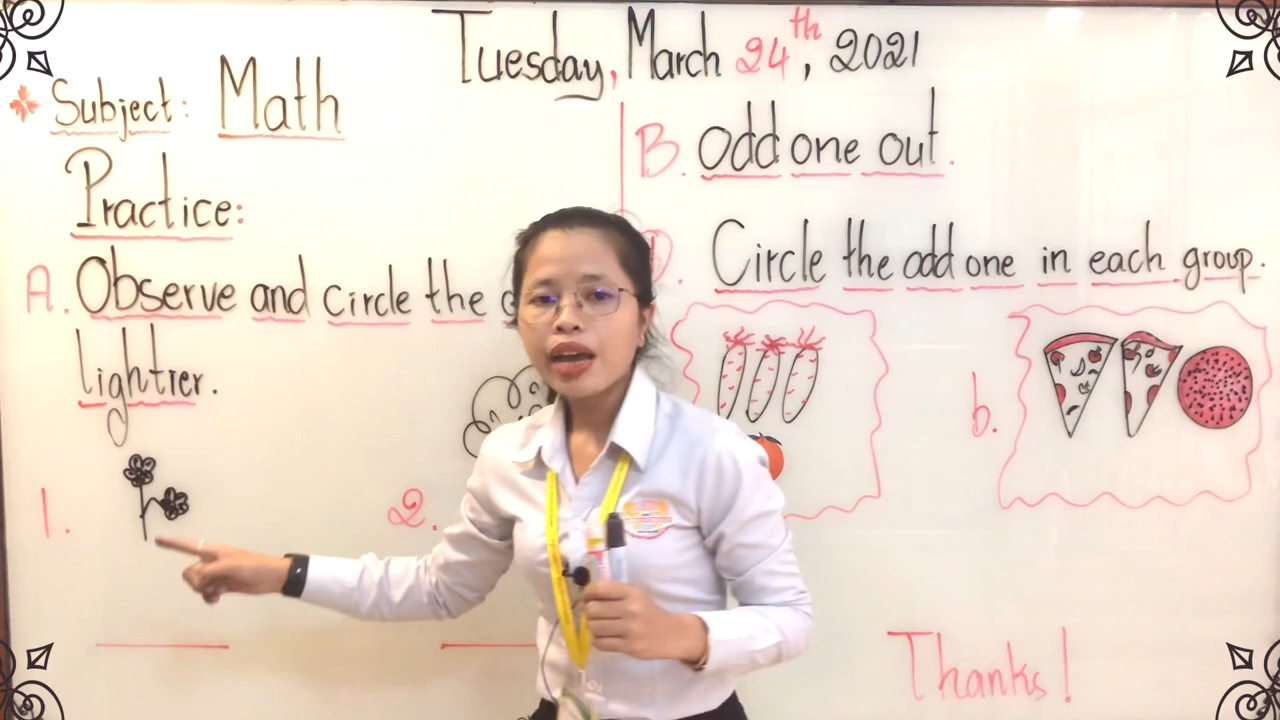 Tuesday, March 24th, 2021
Subject: Math
Practice:
A. Observe and circle the
lightier.
1.
2.
B. Odd one out.
Circle the odd one in each group.
b.
Thanks!